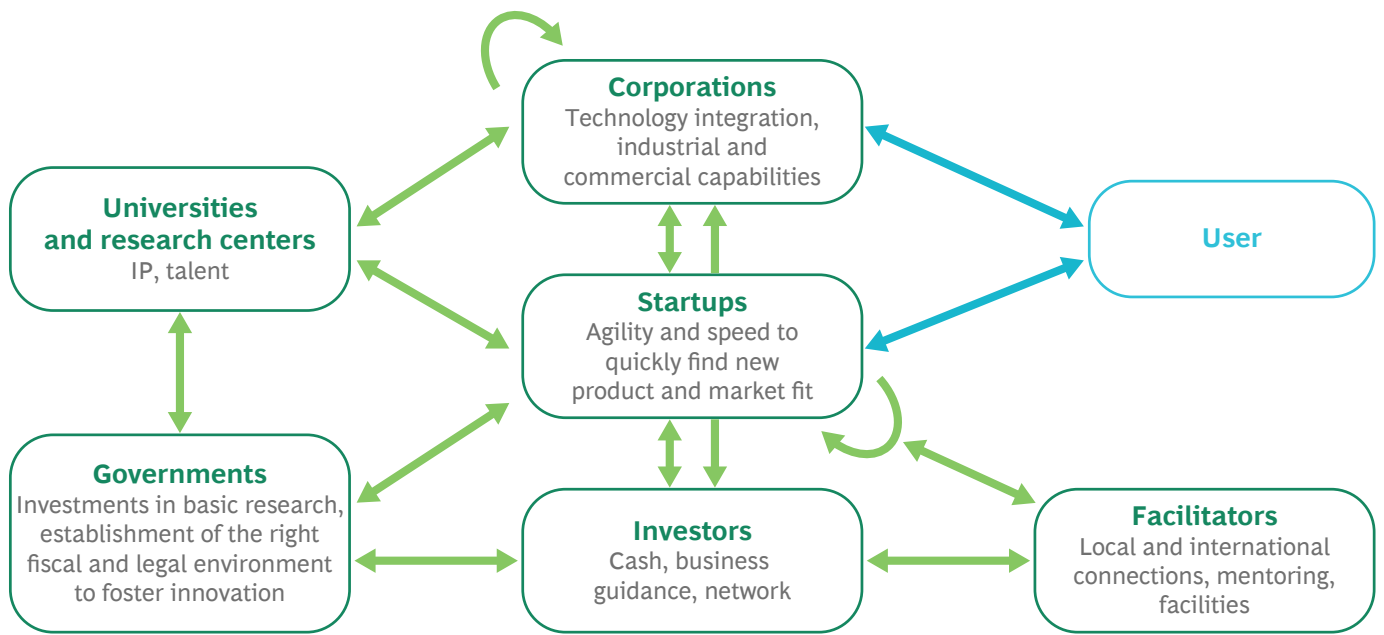 Corporations
Technology integration,
industrial and
commercial capabilities
Universities
and research centers
IP, talent
User
Startups
Agility and speed to
quickly find new
product and market fit
Governments
Investments in basic research,
establishment of the right
fiscal and legal environment
to foster innovation
Investors
Cash, business
guidance, network
Facilitators
Local and international
connections, mentoring,
facilities